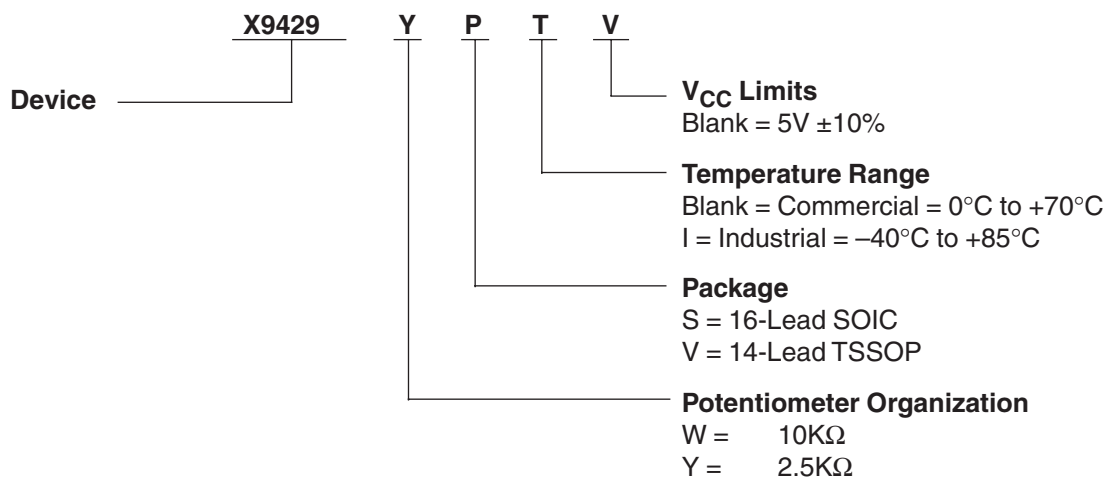 X9429 Y P T V
Device
VCC Limits
Blank = 5V ±10%
Temperature Range
Blank = Commercial = 0°C to +70°C
I = Industrial = –40°C to +85°C
Package
S = 16-Lead SOIC
V = 14-Lead TSSOP
Potentiometer Organization
W = 10KΩ
Y = 2.5KΩ